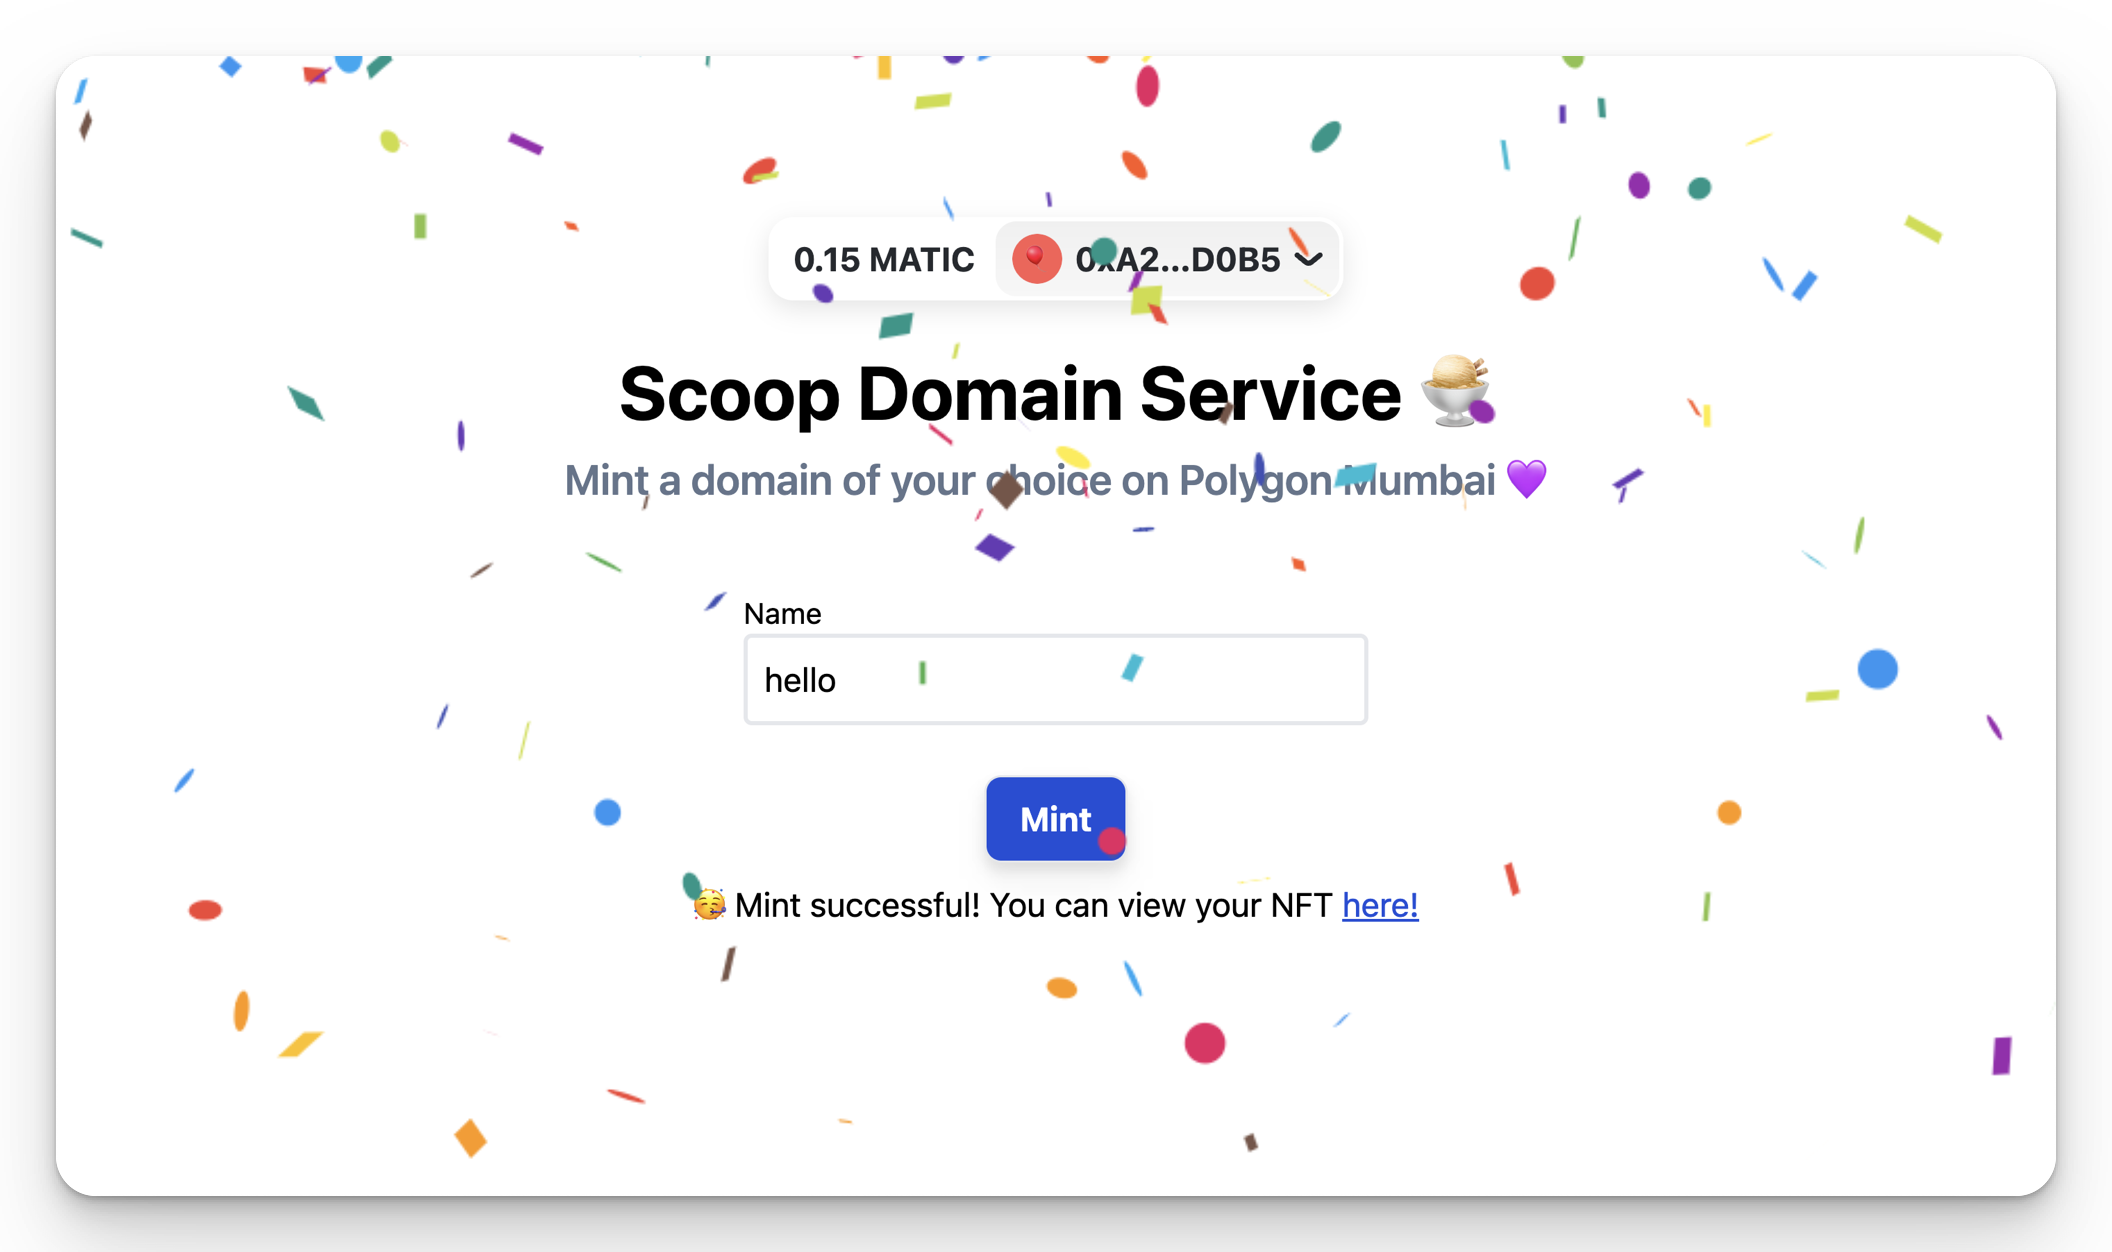 0.15 MATIC 0xA2...D0B5
Scoop Domain Service 🍨
Mint a domain of your choice on Polygon Mumbai 💜
Name
hello
Mint
🥳 Mint successful! You can view your NFT here!